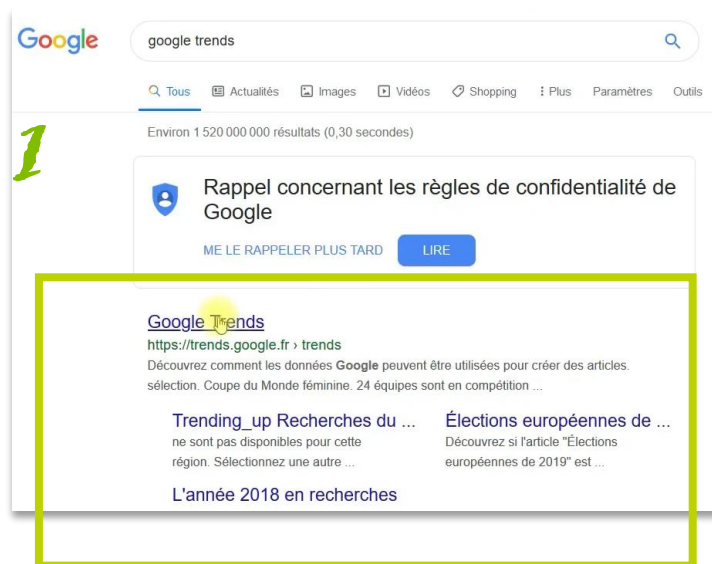 Google
google trends
Tous Actualités Images Vidéos Shopping Plus Paramètres Outils
1
Environ 1 520 000 000 résultats (0,30 secondes)
Rappel concernant les règles de confidentialité de
Google
ME LE RAPPELER PLUS TARD LIRE
Google Trends
https://trends.google.fr › trends
Découvrez comment les données Google peuvent être utilisées pour créer des articles.
sélection. Coupe du Monde féminine. 24 équipes sont en compétition ...
Trending_up Recherches du ...
ne sont pas disponibles pour cette
région. Sélectionnez une autre ...
Élections européennes de ...
Découvrez si l'article "Élections
européennes de 2019" est ...
L'année 2018 en recherches